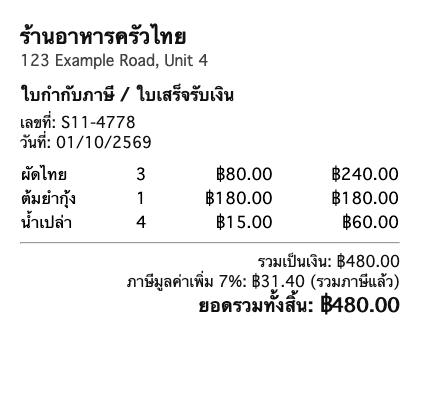 ร้านอาหารครัวไทย
123 Example Road, Unit 4
ใบกำกับภาษี / ใบเสร็จรับเงิน
เลขที่: S11-4778
วันที่: 01/10/2569
ผัดไทย 3 ฿80.00 ฿240.00
ต้มยำกุ้ง 1 ฿180.00 ฿180.00
น้ำเปล่า 4 ฿15.00 ฿60.00
รวมเป็นเงิน: ฿480.00
ภาษีมูลค่าเพิ่ม 7%: ฿31.40 (รวมภาษีแล้ว)
ยอดรวมทั้งสิ้น: ฿480.00